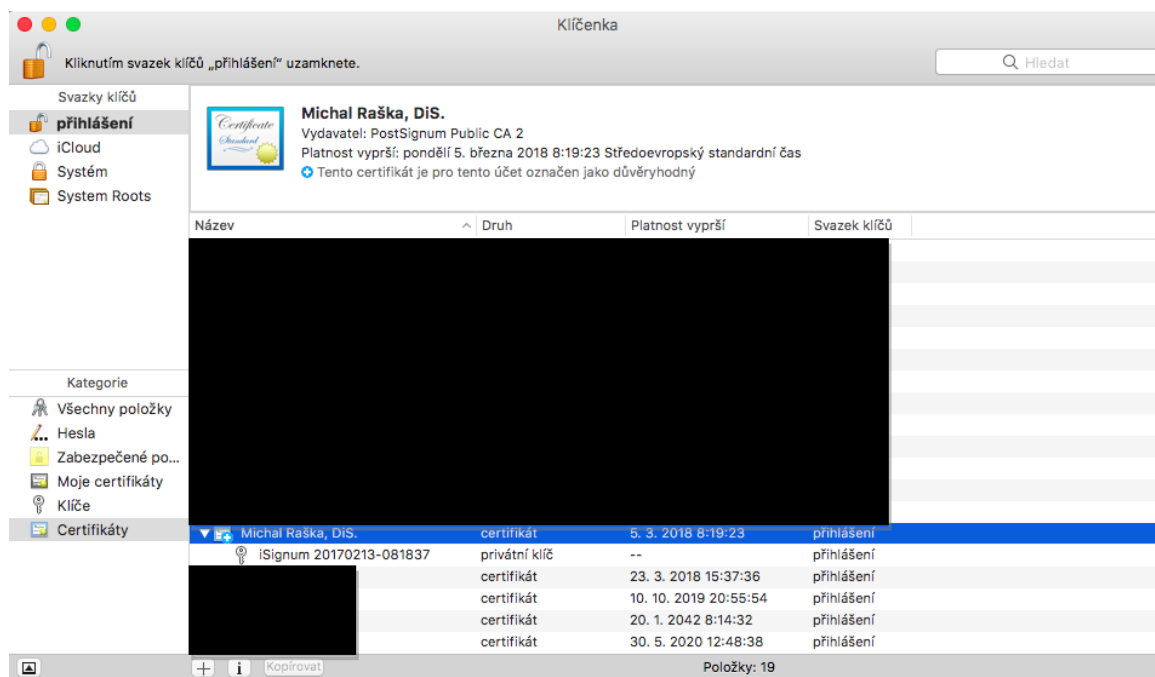 Klíčenka
Kliknutím svazek klíčů „přihlášení“ uzamknete.
Hledat
Svazky klíčů
přihlášení
iCloud
Systém
System Roots
Certificate
Standard
Michal Raška, DiS.
Vydavatel: PostSignum Public CA 2
Platnost vyprší: pondělí 5. března 2018 8:19:23 Středoevropský standardní čas
Tento certifikát je pro tento účet označen jako důvěryhodný
Název Druh Platnost vyprší Svazek klíčů
Kategorie
Všechny položky
Hesla
Zabezpečené po...
Moje certifikáty
Klíče
Certifikáty
Michal Raška, DiS. certifikát 5. 3. 2018 8:19:23 přihlášení
iSignum 20170213-081837 privátní klíč -- přihlášení
certifikát 23. 3. 2018 15:37:36 přihlášení
certifikát 10. 10. 2019 20:55:54 přihlášení
certifikát 20. 1. 2042 8:14:32 přihlášení
certifikát 30. 5. 2020 12:48:38 přihlášení
+ i Kopírovat
Položky: 19